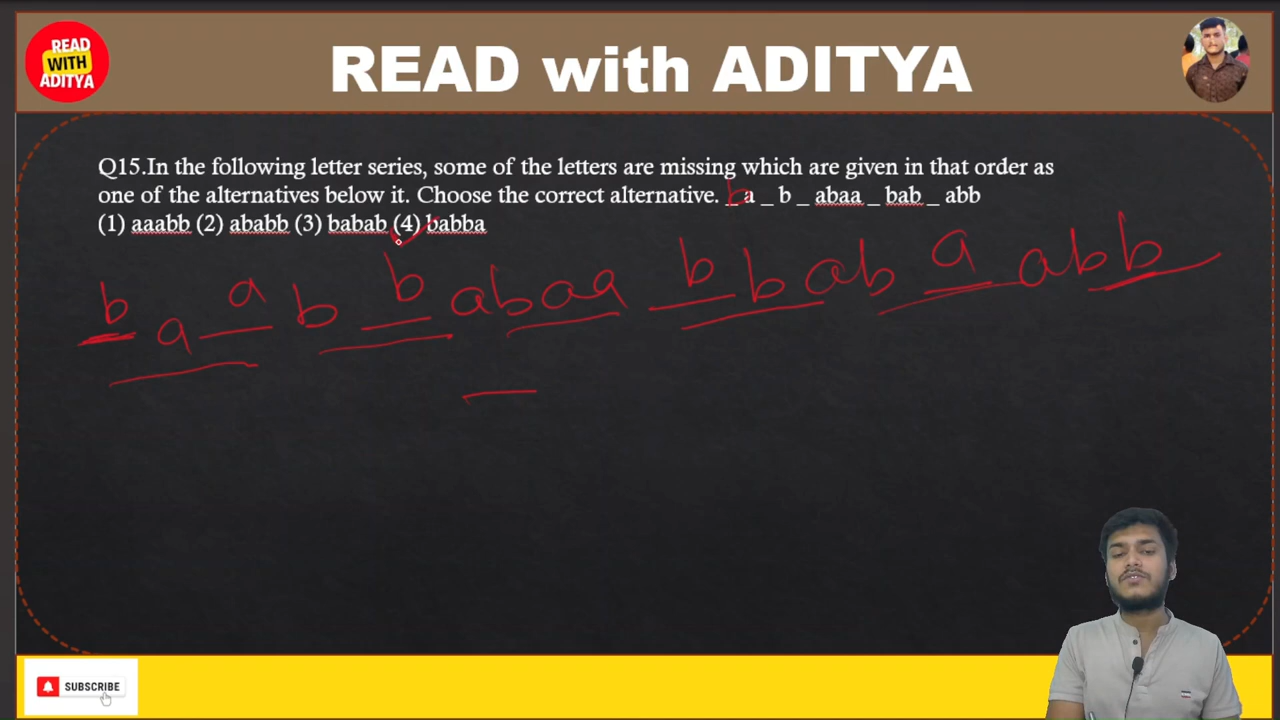 READ
WITH
ADITYA
READ with ADITYA
Q15.In the following letter series, some of the letters are missing which are given in that order as
one of the alternatives below it. Choose the correct alternative. _ a _ b _ abaa _ bab _ abb
b
(1) aaabb (2) ababb (3) babab (4) babba
b a a b b abaa b b ab a abb
SUBSCRIBE